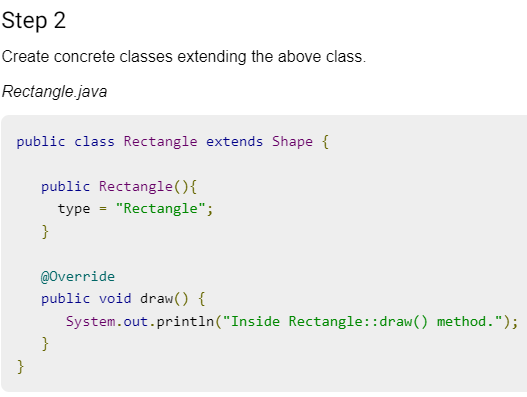 Step 2
Create concrete classes extending the above class.
Rectangle.java
public class Rectangle extends Shape {
public Rectangle(){
type = "Rectangle";
}
@Override
public void draw() {
System.out.println("Inside Rectangle::draw() method.");
}
}